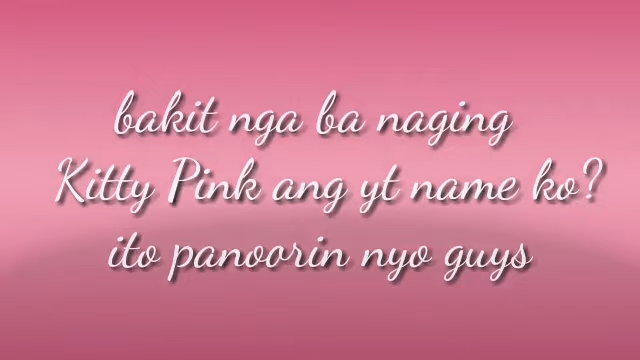 bakit nga ba naging
Kitty Pink ang yt name ko?
ito panoorin nyo guys